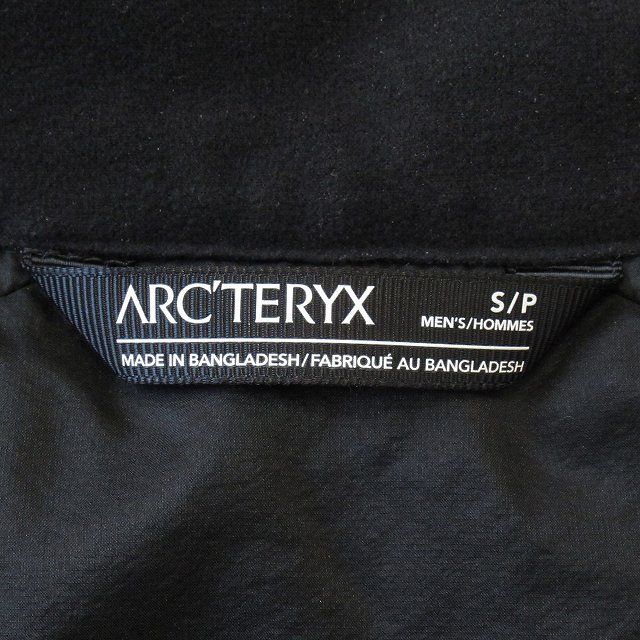 ARC'TERYX
S/P
MEN'S/HOMMES
MADE IN BANGLADESH/FABRIQUÉ AU BANGLADESH